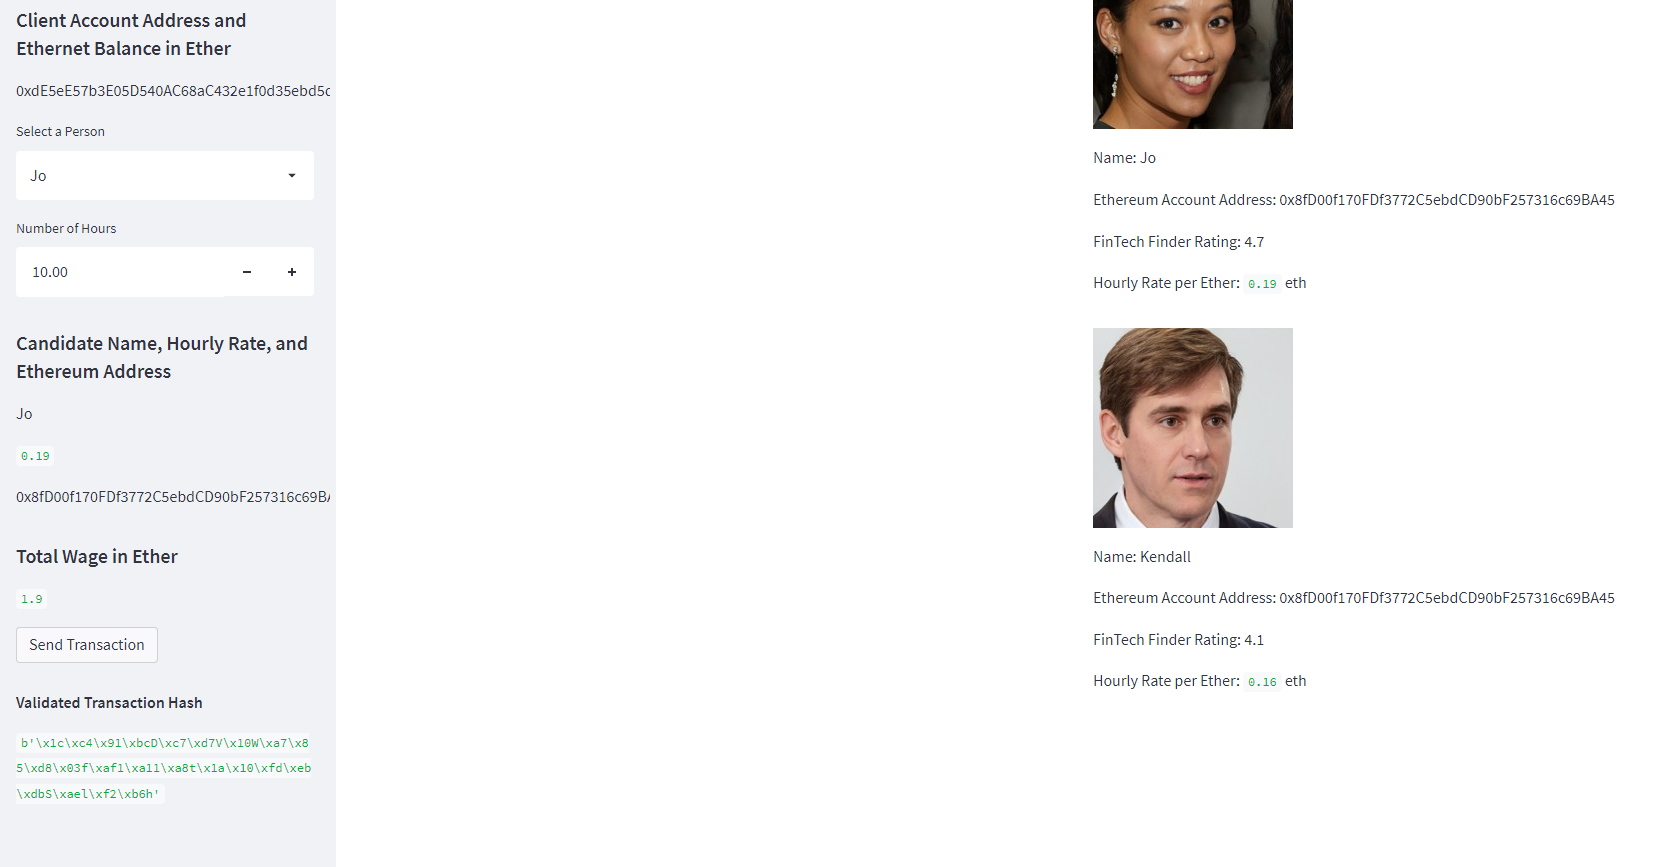 Client Account Address and
Ethernet Balance in Ether
0xdE5eE57b3E05D540AC68aC432e1f0d35ebd5c
Select a Person
Jo
Number of Hours
10.00
Candidate Name, Hourly Rate, and
Ethereum Address
Jo
0.19
0x8fD00f170FDf3772C5ebdCD90bF257316c69BA
Total Wage in Ether
1.9
Send Transaction
Validated Transaction Hash
b'\x1c\xc4\x91\xbcD\xc7\xd7V\x10W\xa7\x8
5\xd8\x03f\xaf1\xa11\xa8t\x1a\x10\xfd\xeb
\xdbS\xael\xf2\xb6h'
Name: Jo
Ethereum Account Address: 0x8fD00f170FDf3772C5ebdCD90bF257316c69BA45
FinTech Finder Rating: 4.7
Hourly Rate per Ether: 0.19 eth
Name: Kendall
Ethereum Account Address: 0x8fD00f170FDf3772C5ebdCD90bF257316c69BA45
FinTech Finder Rating: 4.1
Hourly Rate per Ether: 0.16 eth